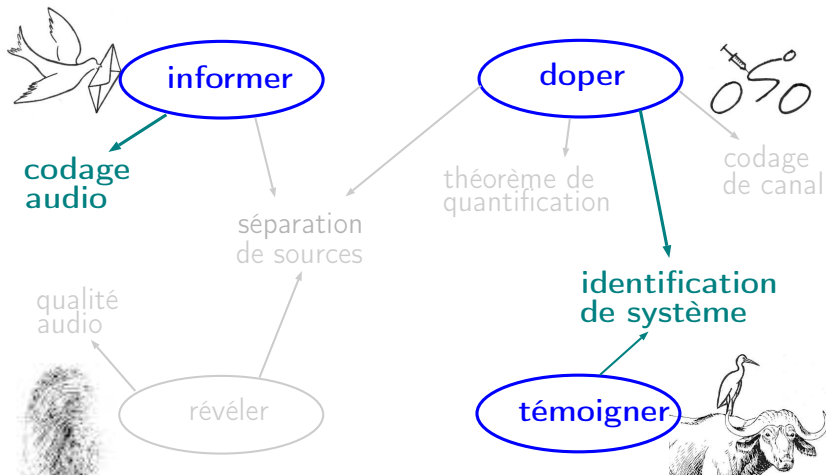 informer
doper
codage
audio
théorème de
quantification
codage
de canal
séparation
de sources
identification
de système
qualité
audio
révéler
témoigner